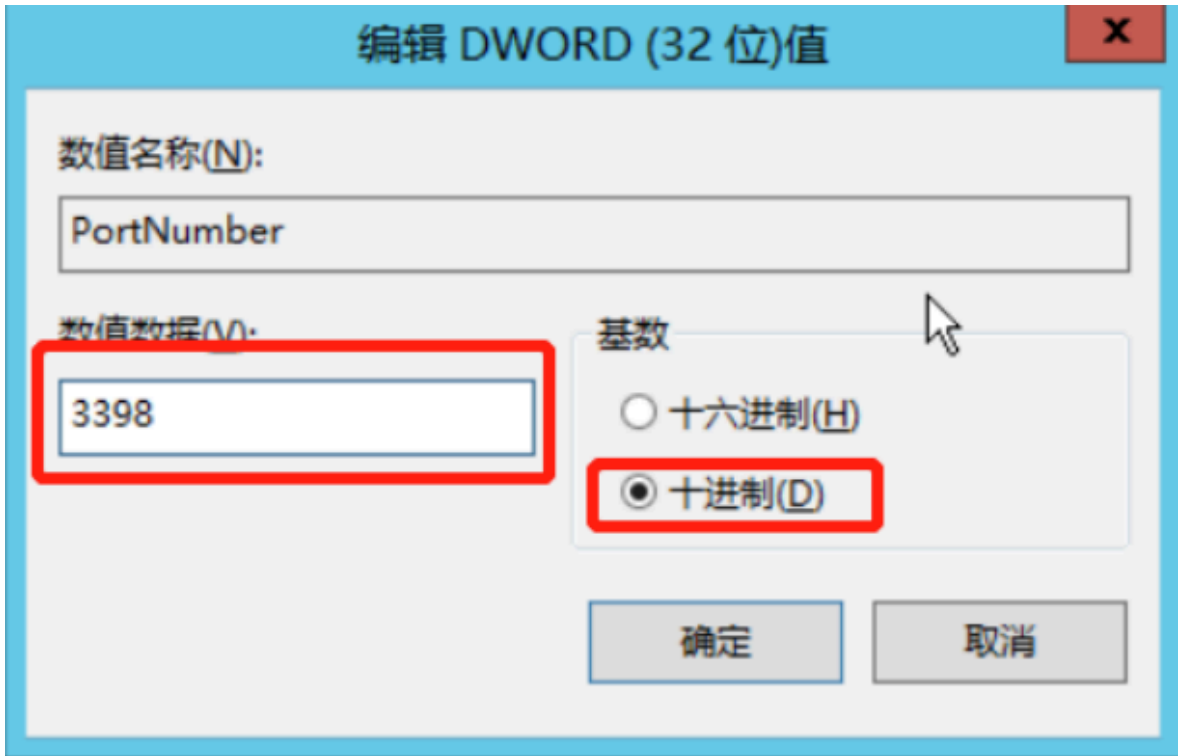 编辑 DWORD (32 位)值
x
数值名称(N):
PortNumber
数值数据(V):
3398
基数
十六进制(H)
十进制(D)
确定
取消